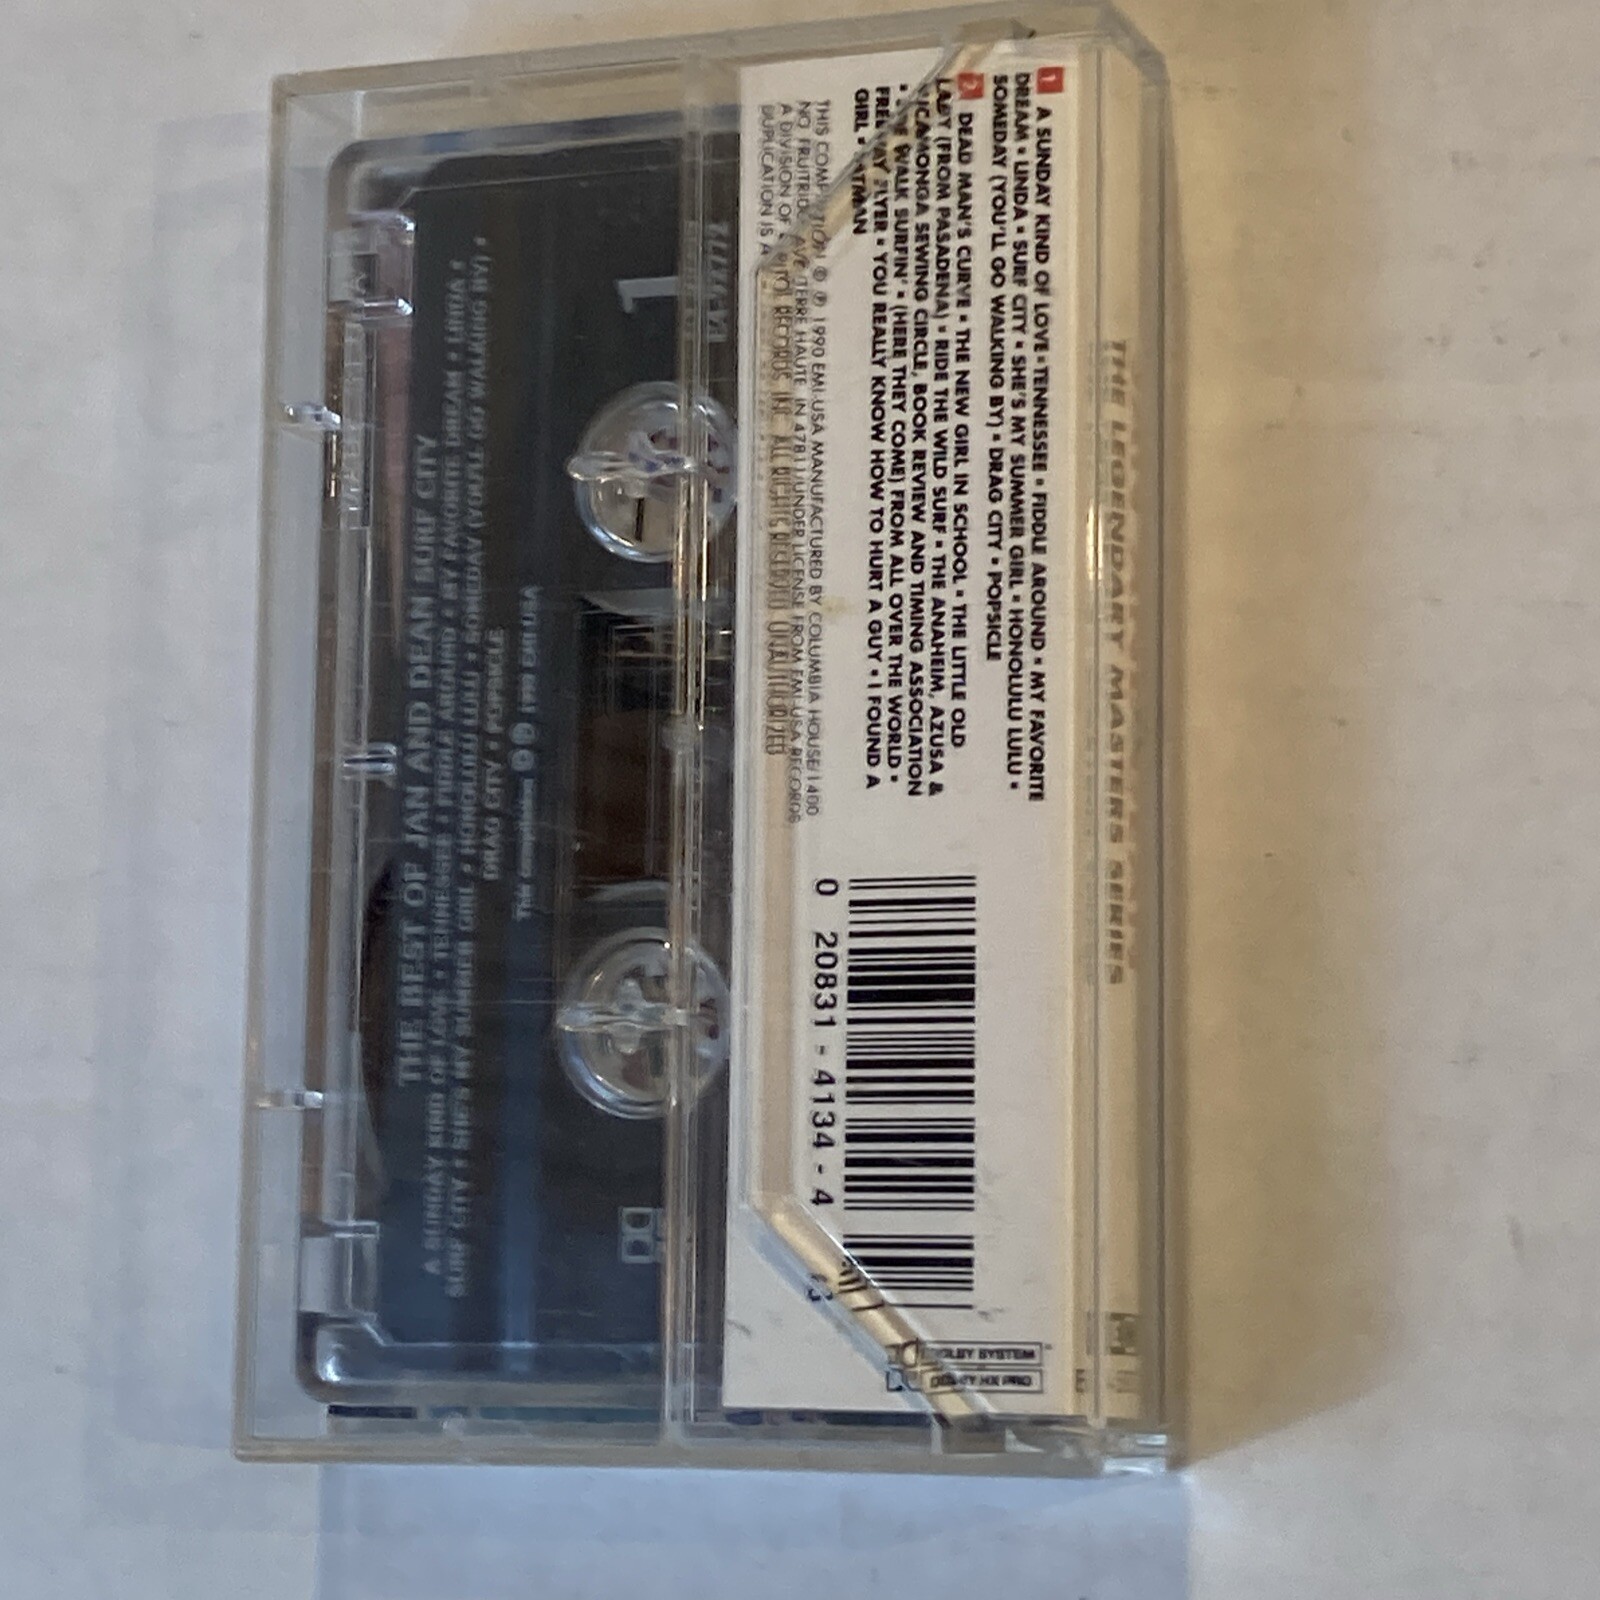 THE LEGENDARY MASTERS SERIES
1 A SUNDAY KIND OF LOVE • TENNESSEE • FIDDLE AROUND • MY FAVORITE
DREAM • LINDA • SURF CITY • SHE'S MY SUMMER GIRL • HONOLULU LULU •
SOMEDAY (YOU'LL GO WALKING BY) • DRAG CITY • POPSICLE
2 DEAD MAN'S CURVE • THE NEW GIRL IN SCHOOL • THE LITTLE OLD
LADY (FROM PASADENA) • RIDE THE WILD SURF • THE ANAHEIM, AZUSA &
CUCAMONGA SEWING CIRCLE, BOOK REVIEW AND TIMING ASSOCIATION
• WALK SURFIN' • (HERE THEY COME) FROM ALL OVER THE WORLD •
FREEWAY FLYER • YOU REALLY KNOW HOW TO HURT A GUY • I FOUND A
GIRL • BATMAN
THIS COMPILATION © ℗ 1990 EMI-USA MANUFACTURED BY COLUMBIA HOUSE/1400
NO. FRUITRIDGE AVE/TERRE HAUTE, IN 47811/UNDER LICENSE FROM EMI-USA RECORDS,
A DIVISION OF CAPITOL RECORDS, INC. ALL RIGHTS RESERVED. UNAUTHORIZED
DUPLICATION IS A
0 20831 - 4134 - 4
DOLBY HX PRO
1
THE BEST OF JAN AND DEAN SURF CITY
A SUNDAY KIND OF LOVE • TENNESSEE • FIDDLE AROUND • MY FAVORITE DREAM • LINDA •
SURF CITY • SHE'S MY SUMMER GIRL • HONOLULU LULU • SOMEDAY (YOU'LL GO WALKING BY) •
DRAG CITY • POPSICLE
This compilation ℗ © 1990 EMI-USA